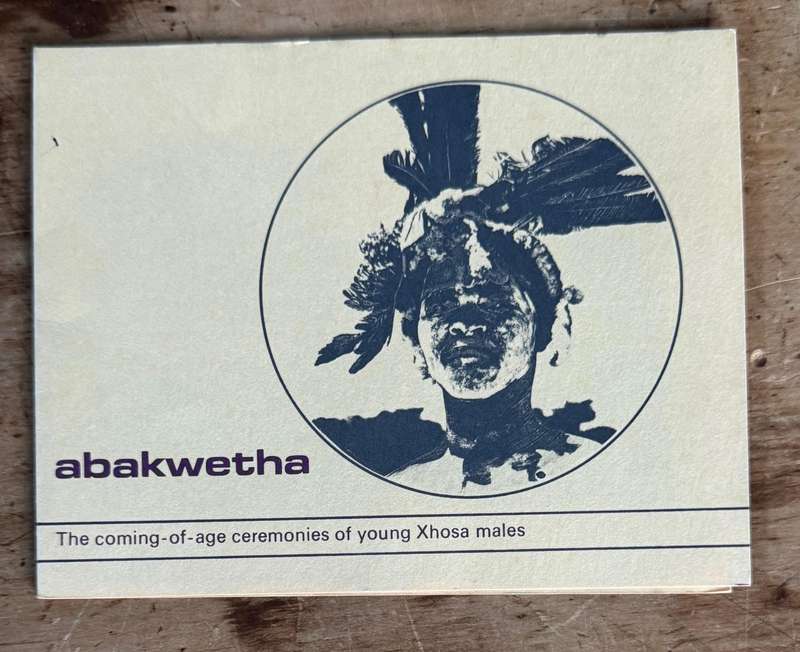 abakwetha
The coming-of-age ceremonies of young Xhosa males